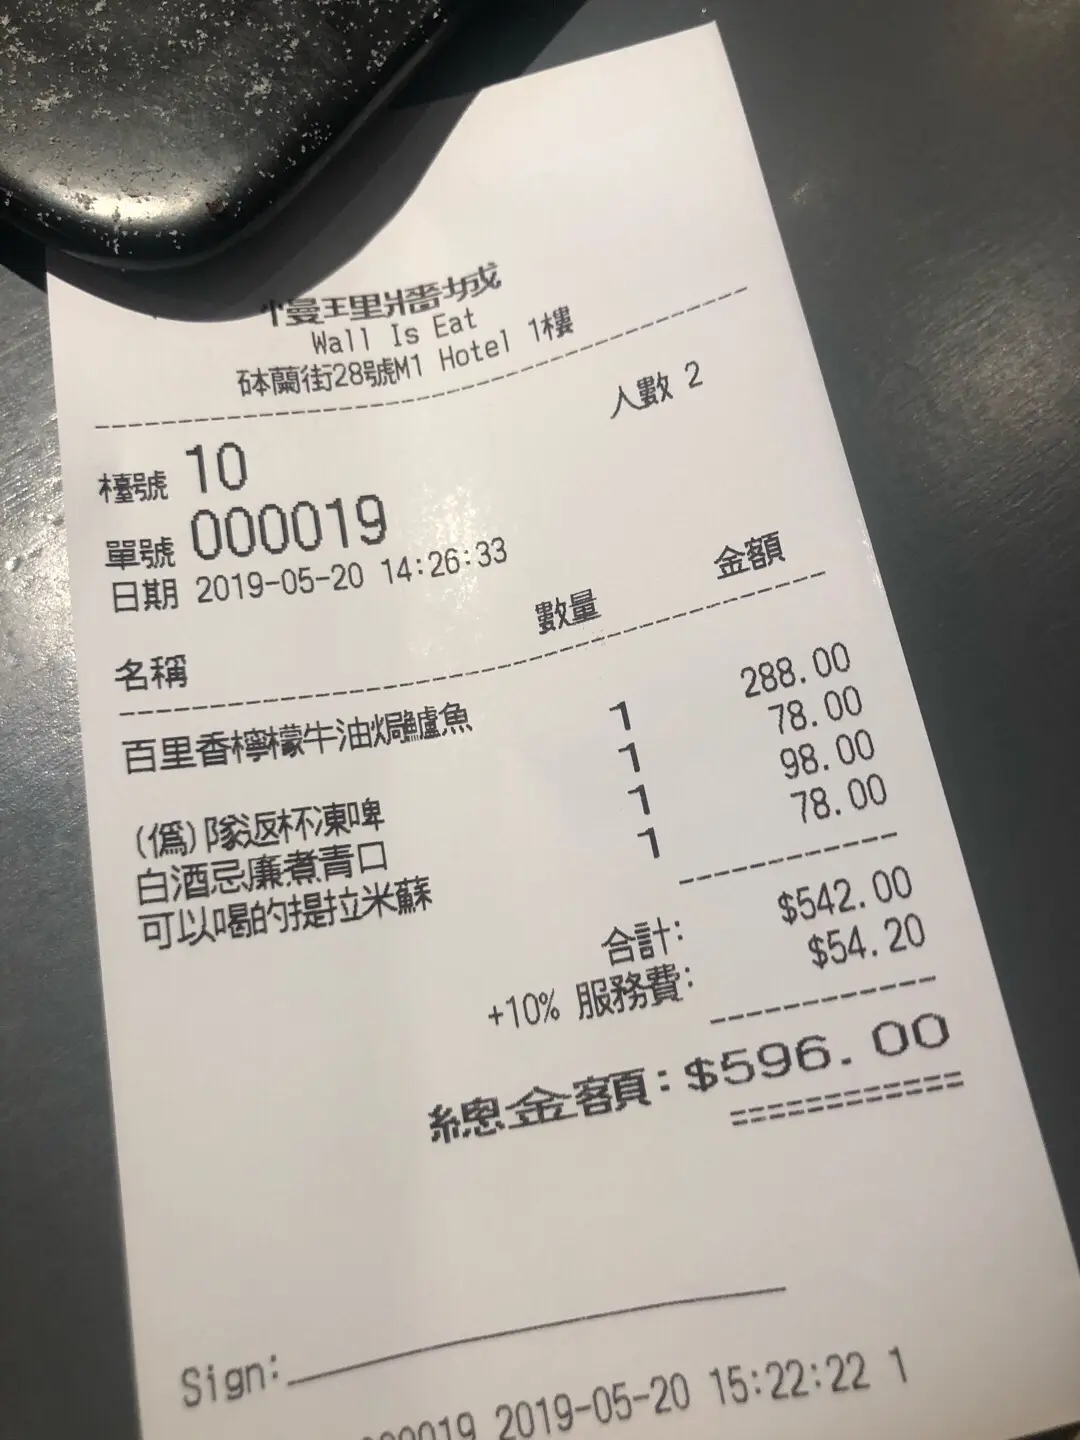 慢哩牆城
Wall Is Eat
砵蘭街28號M1 Hotel 1樓
人數 2
檯號 10
單號 000019
日期 2019-05-20 14:26:33
名稱 數量 金額
百里香檸檬牛油焗鱸魚 1 288.00
(僞)隊返杯凍啤 1 78.00
白酒忌廉煮青口 1 98.00
可以喝的提拉米蘇 1 78.00
合計: $542.00
+10% 服務費: $54.20
總金額: $596.00
Sign:
000019 2019-05-20 15:22:22 1